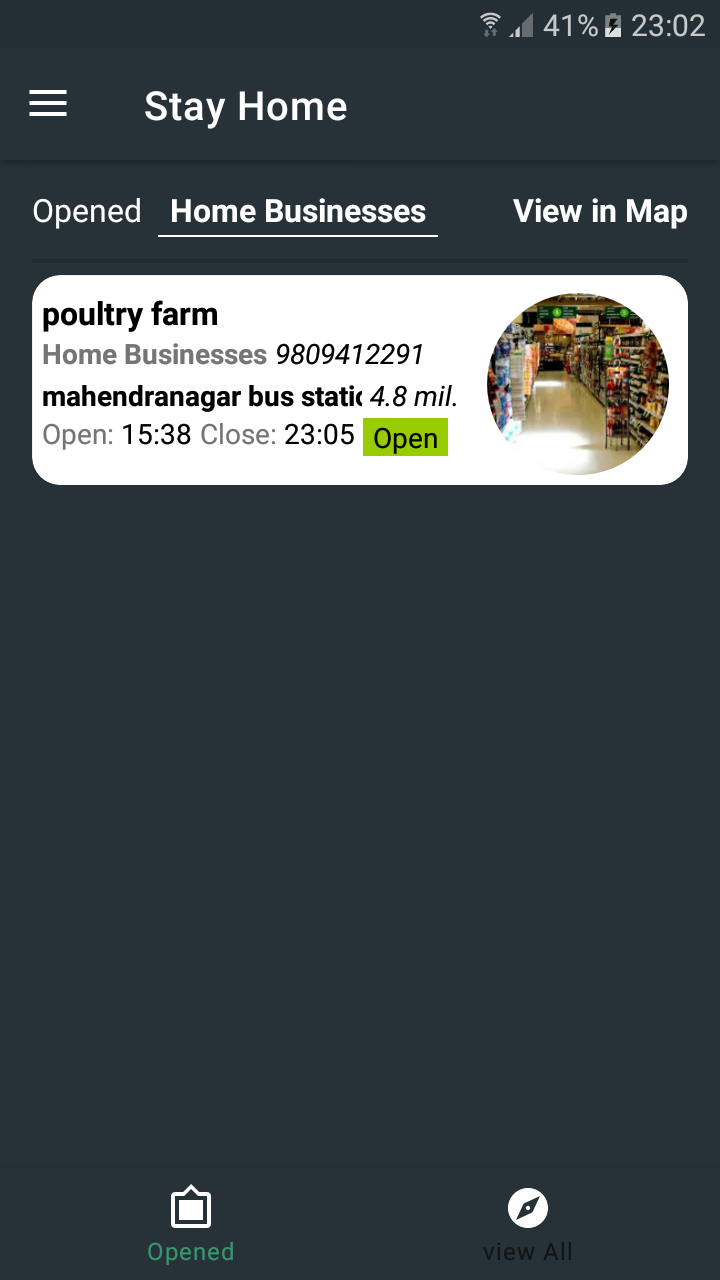 41% 23:02
Stay Home
Opened Home Businesses View in Map
poultry farm
Home Businesses 9809412291
mahendranagar bus static 4.8 mil.
Open: 15:38 Close: 23:05 Open
Opened view All